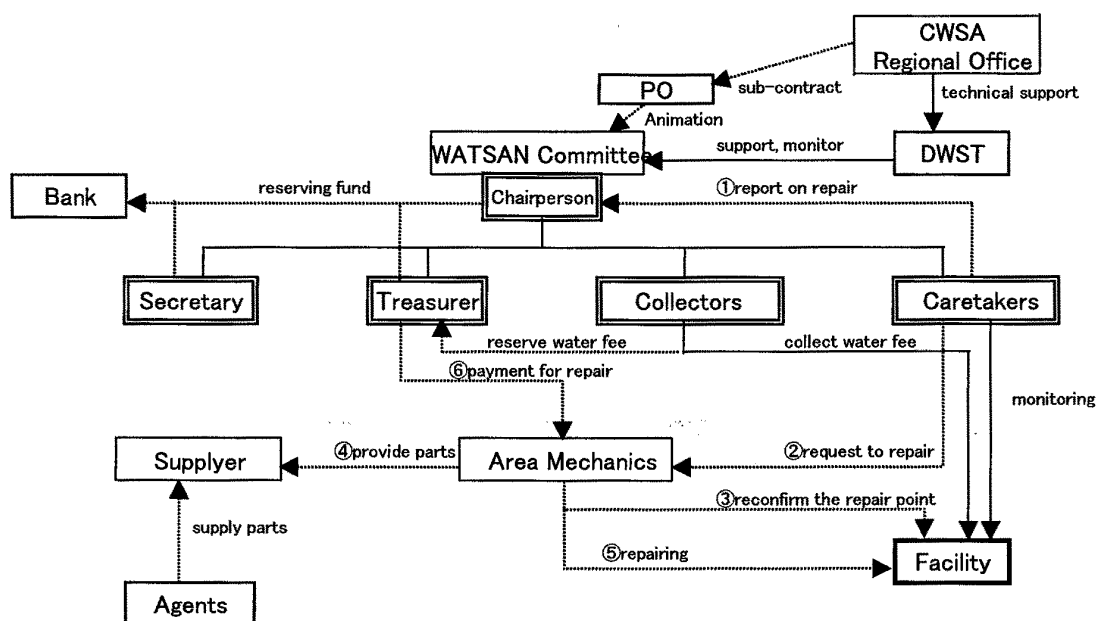 CWSA
Regional Office
PO
sub-contract
technical support
Animation
WATSAN Committee
support, monitor
DWST
Bank
reserving fund
Chairperson
①report on repair
Secretary
Treasurer
Collectors
Caretakers
reserve water fee
collect water fee
⑥payment for repair
monitoring
Supplyer
④provide parts
Area Mechanics
②request to repair
③reconfirm the repair point
supply parts
⑤repairing
Facility
Agents